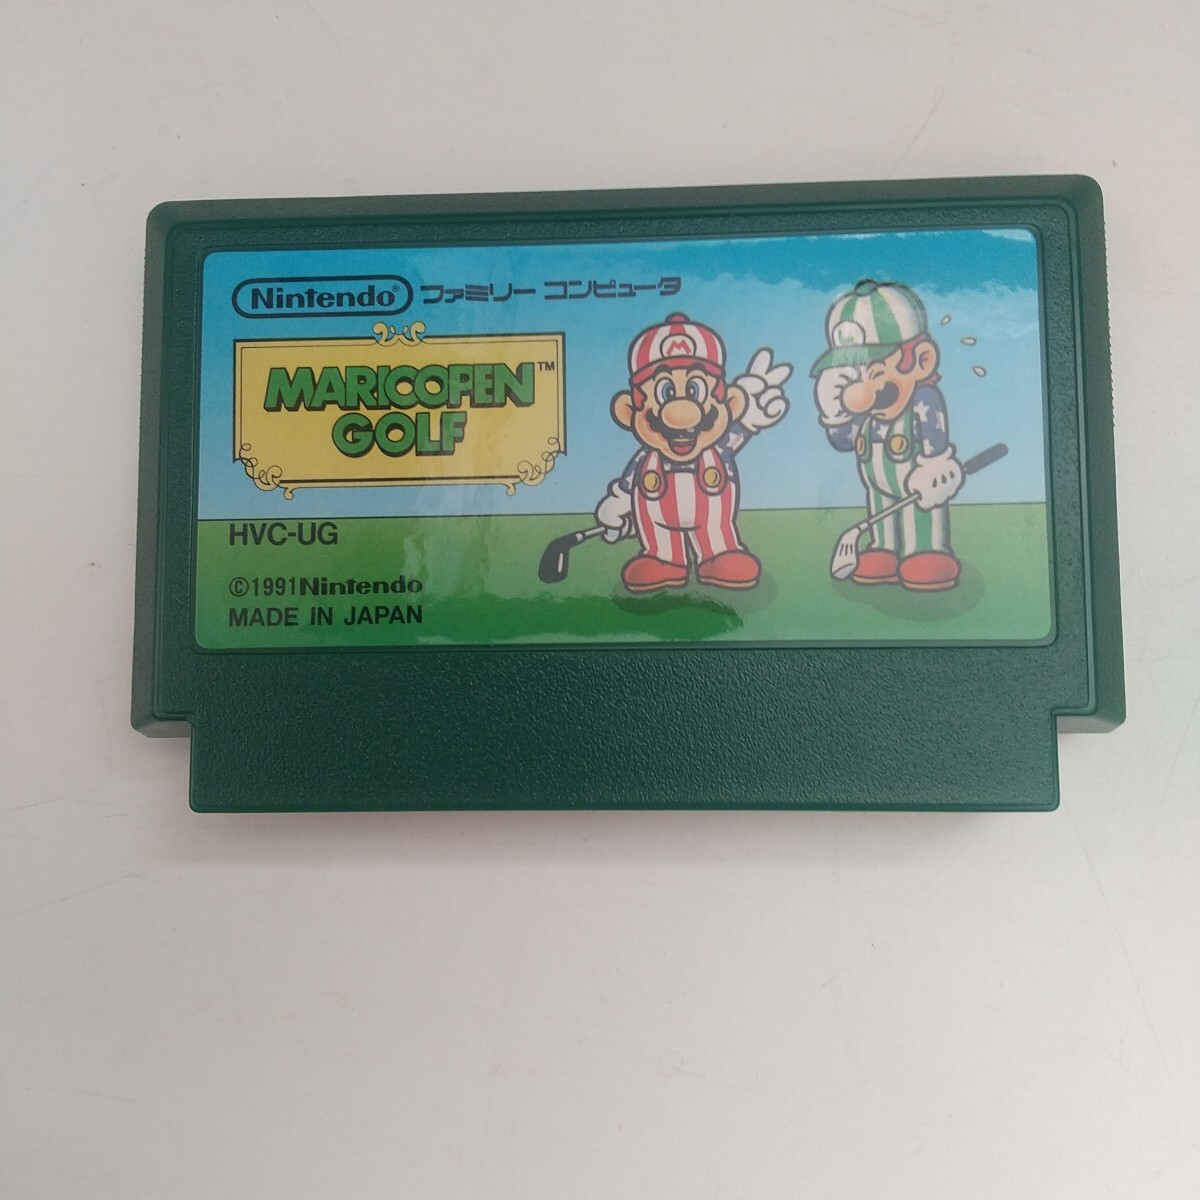 Nintendo® ファミリー コンピュータ
MARIOOPEN™
GOLF
HVC-UG
©1991Nintendo
MADE IN JAPAN
M
L